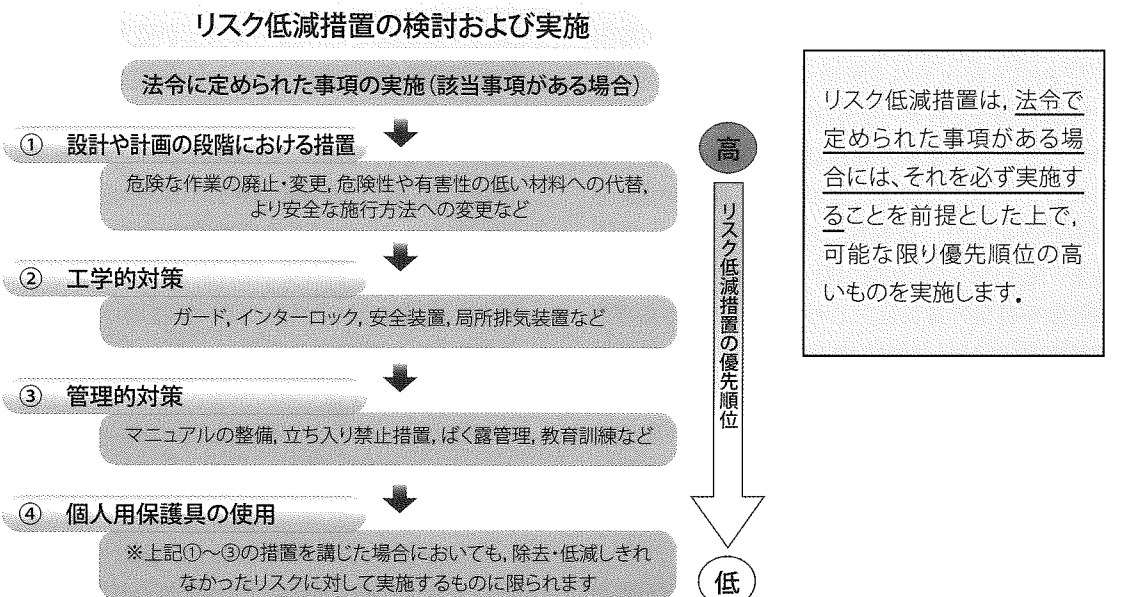 リスク低減措置の検討および実施
法令に定められた事項の実施(該当事項がある場合)
① 設計や計画の段階における措置
危険な作業の廃止・変更, 危険性や有害性の低い材料への代替,
より安全な施行方法への変更など
② 工学的対策
ガード, インターロック, 安全装置, 局所排気装置など
③ 管理的対策
マニュアルの整備, 立ち入り禁止措置, ばく露管理, 教育訓練など
④ 個人用保護具の使用
※上記①〜③の措置を講じた場合においても, 除去・低減しきれ
なかったリスクに対して実施するものに限られます
高
リスク低減措置の優先順位
低
リスク低減措置は, 法令で
定められた事項がある場
合には、それを必ず実施す
ることを前提とした上で,
可能な限り優先順位の高
いものを実施します.